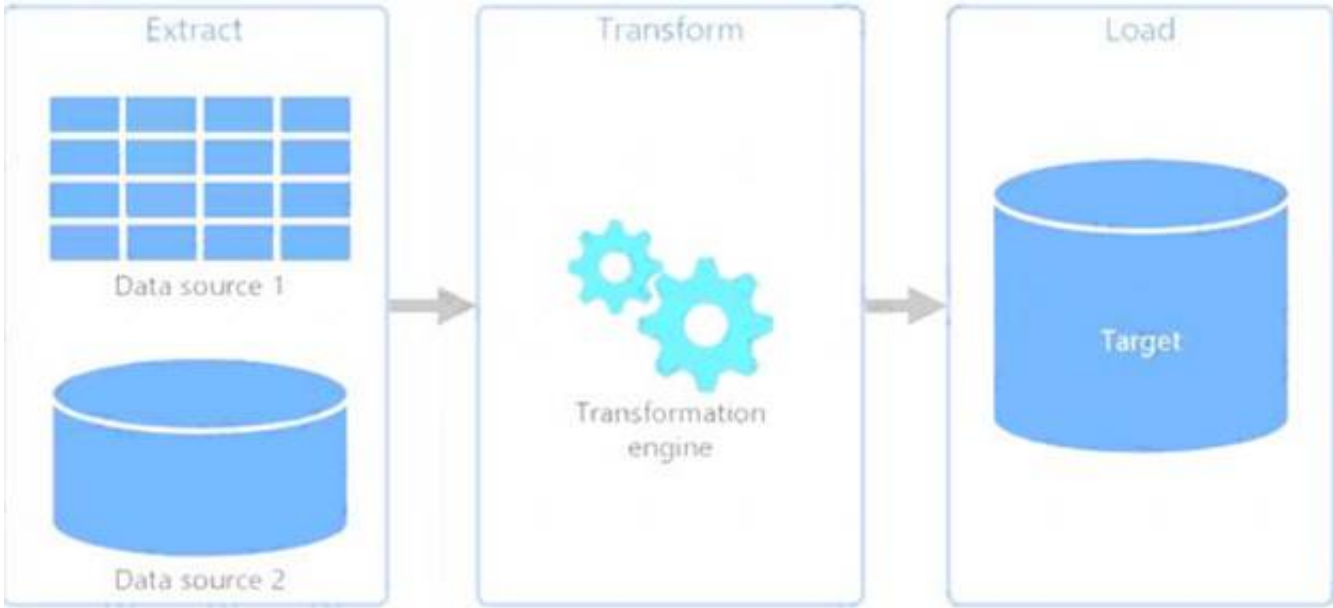 Extract
Data source 1
Data source 2
Transform
Transformation
engine
Load
Target